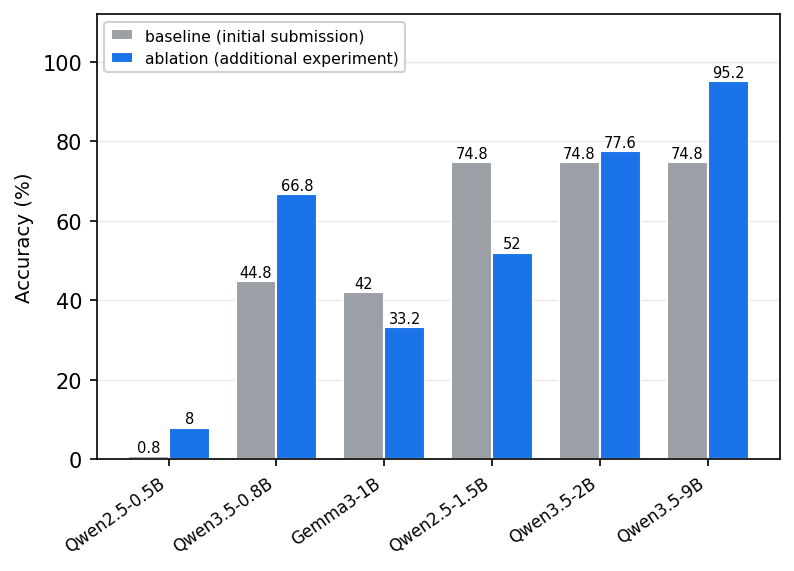 baseline (initial submission)
ablation (additional experiment)
Accuracy (%)
100
80
60
40
20
0
0.8
8
44.8
66.8
42
33.2
74.8
52
74.8
77.6
74.8
95.2
Qwen2.5-0.5B
Qwen3.5-0.8B
Gemma3-1B
Qwen2.5-1.5B
Qwen3.5-2B
Qwen3.5-9B